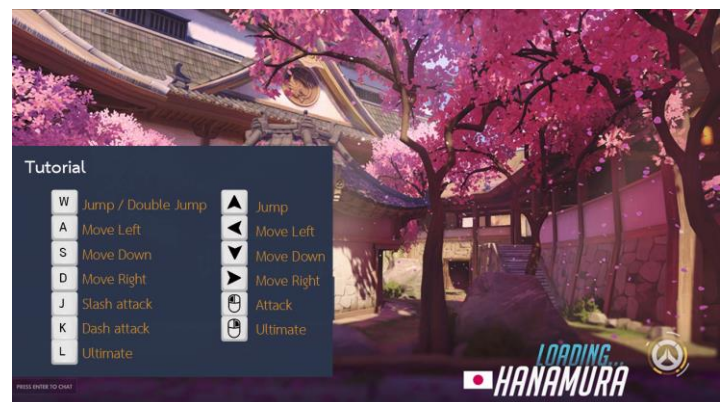 Tutorial
W Jump / Double Jump
A Move Left
S Move Down
D Move Right
J Slash attack
K Dash attack
L Ultimate
Jump
Move Left
Move Down
Move Right
Attack
Ultimate
LOADING...
HANAMURA
PRESS ENTER TO CHAT